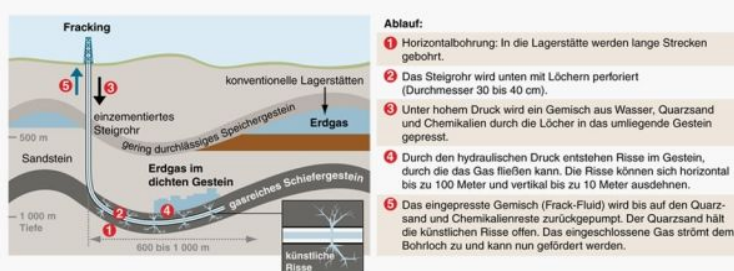 Fracking
5
3
konventionelle Lagerstätten
einzementiertes
Steigrohr
Erdgas
500 m
gering durchlässiges Speichergestein
Sandstein
Erdgas im
dichten Gestein
gasreiches Schiefergestein
2
4
1
1 000 m
Tiefe
600 bis 1 000 m
künstliche
Risse
Ablauf:
1 Horizontalbohrung: In die Lagerstätte werden lange Strecken
gebohrt.
2 Das Steigrohr wird unten mit Löchern perforiert
(Durchmesser 30 bis 40 cm).
3 Unter hohem Druck wird ein Gemisch aus Wasser, Quarzsand
und Chemikalien durch die Löcher in das umliegende Gestein
gepresst.
4 Durch den hydraulischen Druck entstehen Risse im Gestein,
durch die das Gas fließen kann. Die Risse können sich horizontal
bis zu 100 Meter und vertikal bis zu 10 Meter ausdehnen.
5 Das eingepresste Gemisch (Frack-Fluid) wird bis auf den Quarz-
sand und Chemikalienreste zurückgepumpt. Der Quarzsand hält
die künstlichen Risse offen. Das eingeschlossene Gas strömt dem
Bohrloch zu und kann nun gefördert werden.